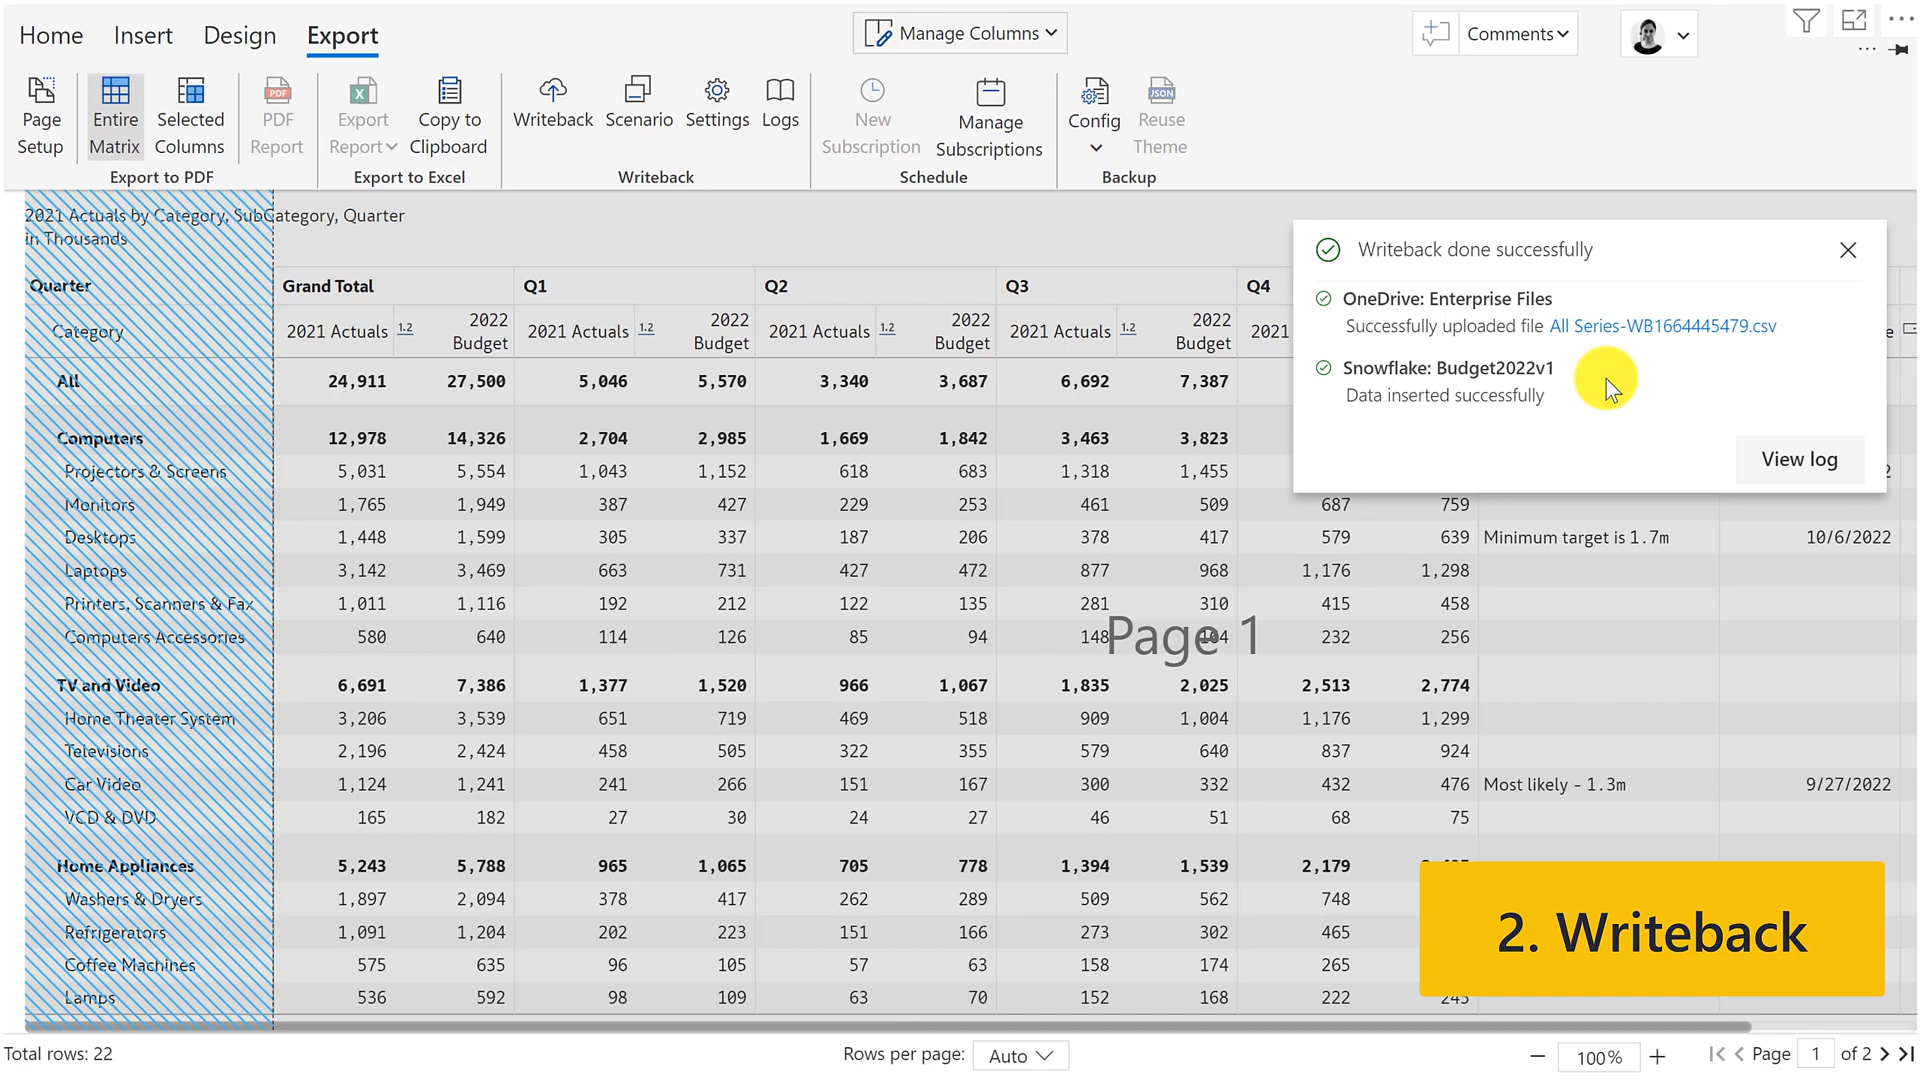 Home Insert Design Export Manage Columns Comments
Page Setup Entire Matrix Selected Columns PDF Report Export Report Copy to Clipboard Writeback Scenario Settings Logs New Subscription Manage Subscriptions Config Reuse Theme
Export to PDF Export to Excel Writeback Schedule Backup
2021 Actuals by Category, SubCategory, Quarter
in Thousands
Quarter Grand Total Q1 Q2 Q3 Q4
Category 2021 Actuals 1.2 2022 Budget 2021 Actuals 1.2 2022 Budget 2021 Actuals 1.2 2022 Budget 2021 Actuals 1.2 2022 Budget 2021
All 24,911 27,500 5,046 5,570 3,340 3,687 6,692 7,387
Computers 12,978 14,326 2,704 2,985 1,669 1,842 3,463 3,823
Projectors & Screens 5,031 5,554 1,043 1,152 618 683 1,318 1,455
Monitors 1,765 1,949 387 427 229 253 461 509 687 759
Desktops 1,448 1,599 305 337 187 206 378 417 579 639 Minimum target is 1.7m 10/6/2022
Laptops 3,142 3,469 663 731 427 472 877 968 1,176 1,298
Printers, Scanners & Fax 1,011 1,116 192 212 122 135 281 310 415 458
Computers Accessories 580 640 114 126 85 94 148 232 256
Page 1
TV and Video 6,691 7,386 1,377 1,520 966 1,067 1,835 2,025 2,513 2,774
Home Theater System 3,206 3,539 651 719 469 518 909 1,004 1,176 1,299
Televisions 2,196 2,424 458 505 322 355 579 640 837 924
Car Video 1,124 1,241 241 266 151 167 300 332 432 476 Most likely - 1.3m 9/27/2022
VCD & DVD 165 182 27 30 24 27 46 51 68 75
Home Appliances 5,243 5,788 965 1,065 705 778 1,394 1,539 2,179
Washers & Dryers 1,897 2,094 378 417 262 289 509 562 748
Refrigerators 1,091 1,204 202 223 151 166 273 302 465
Coffee Machines 575 635 96 105 57 63 158 174 265
Lamps 536 592 98 109 63 70 152 168 222
Writeback done successfully
OneDrive: Enterprise Files
Successfully uploaded file All Series-WB1664445479.csv
Snowflake: Budget2022v1
Data inserted successfully
View log
2. Writeback
Total rows: 22 Rows per page: Auto 100% Page 1 of 2